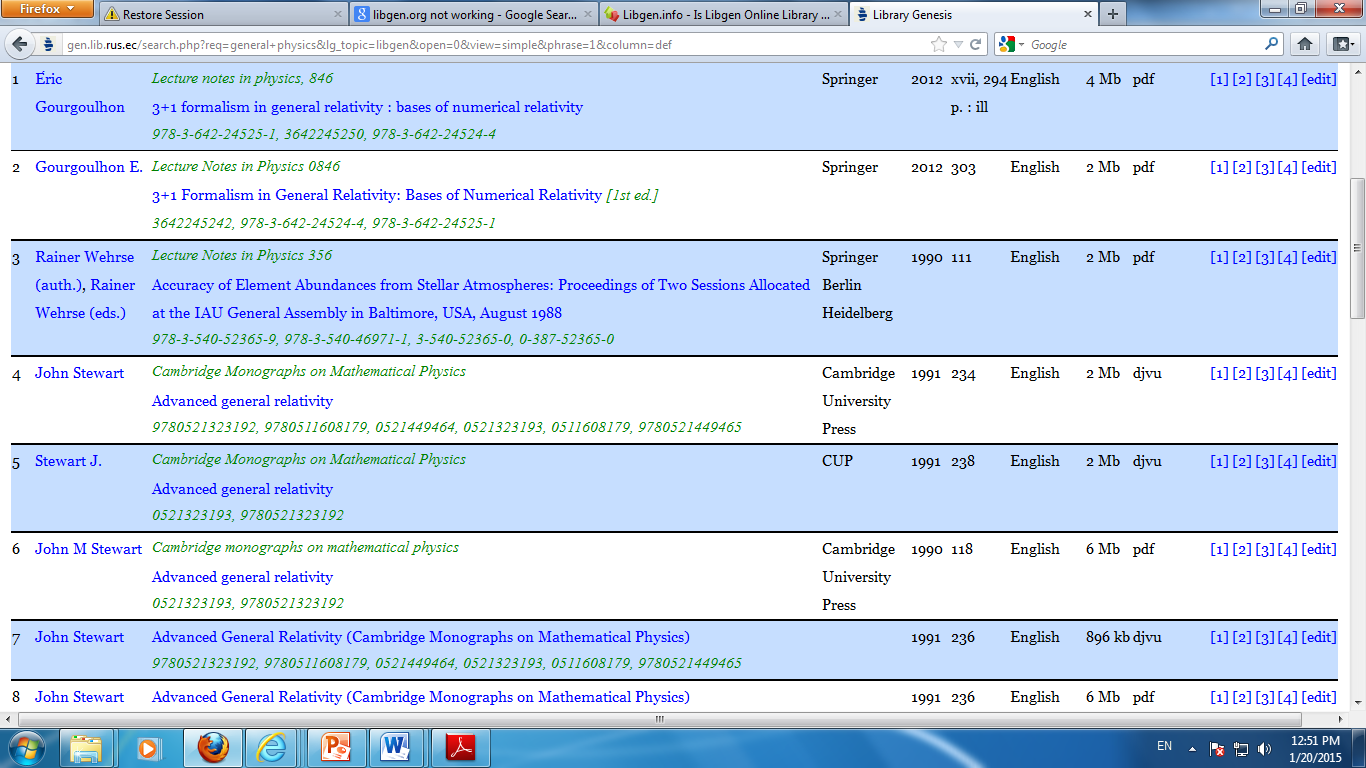 Firefox
Restore Session
libgen.org not working - Google Sear...
Libgen.info - Is Libgen Online Library ...
Library Genesis
gen.lib.rus.ec/search.php?req=general+physics&lg_topic=libgen&open=0&view=simple&phrase=1&column=def
Google
1 Éric Gourgoulhon Lecture notes in physics, 846 Springer 2012 xvii, 294 p. : ill English 4 Mb pdf [1] [2] [3] [4] [edit]
3+1 formalism in general relativity : bases of numerical relativity
978-3-642-24525-1, 3642245250, 978-3-642-24524-4
2 Gourgoulhon E. Lecture Notes in Physics 0846 Springer 2012 303 English 2 Mb pdf [1] [2] [3] [4] [edit]
3+1 Formalism in General Relativity: Bases of Numerical Relativity [1st ed.]
3642245242, 978-3-642-24524-4, 978-3-642-24525-1
3 Rainer Wehrse (auth.), Rainer Wehrse (eds.) Lecture Notes in Physics 356 Springer Berlin Heidelberg 1990 111 English 2 Mb pdf [1] [2] [3] [4] [edit]
Accuracy of Element Abundances from Stellar Atmospheres: Proceedings of Two Sessions Allocated
at the IAU General Assembly in Baltimore, USA, August 1988
978-3-540-52365-9, 978-3-540-46971-1, 3-540-52365-0, 0-387-52365-0
4 John Stewart Cambridge Monographs on Mathematical Physics Cambridge University Press 1991 234 English 2 Mb djvu [1] [2] [3] [4] [edit]
Advanced general relativity
9780521323192, 9780511608179, 0521449464, 0521323193, 0511608179, 9780521449465
5 Stewart J. Cambridge Monographs on Mathematical Physics CUP 1991 238 English 2 Mb djvu [1] [2] [3] [4] [edit]
Advanced general relativity
0521323193, 9780521323192
6 John M Stewart Cambridge monographs on mathematical physics Cambridge University Press 1990 118 English 6 Mb pdf [1] [2] [3] [4] [edit]
Advanced general relativity
0521323193, 9780521323192
7 John Stewart Advanced General Relativity (Cambridge Monographs on Mathematical Physics) 1991 236 English 896 kb djvu [1] [2] [3] [4] [edit]
9780521323192, 9780511608179, 0521449464, 0521323193, 0511608179, 9780521449465
8 John Stewart Advanced General Relativity (Cambridge Monographs on Mathematical Physics) 1991 236 English 6 Mb pdf [1] [2] [3] [4] [edit]
EN
12:51 PM
1/20/2015